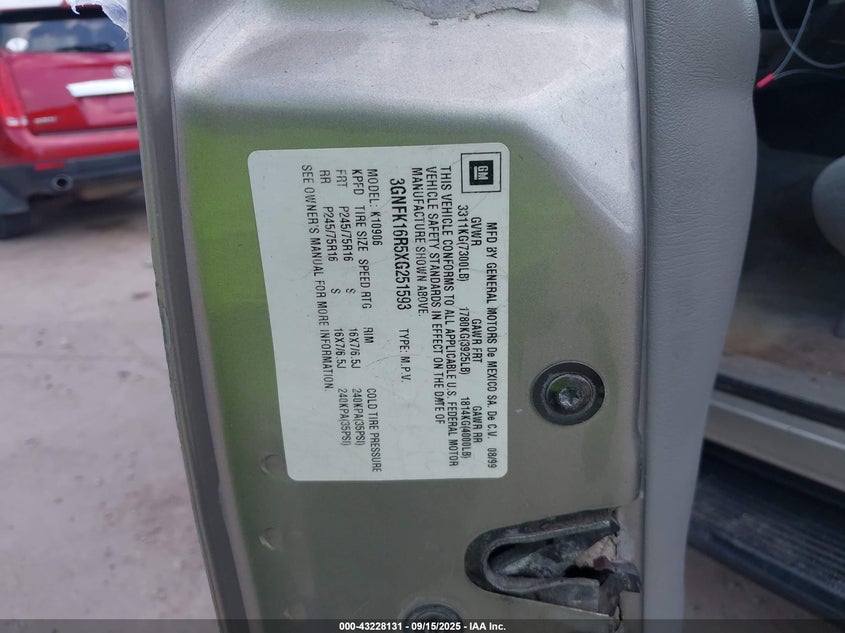 GM
MFD BY GENERAL MOTORS De MEXICO SA. De C.V. 08/99
GVWR GAWR FRT GAWR RR
3311KG(7300LB) 1780KG(3925LB) 1814KG(4000LB)
THIS VEHICLE CONFORMS TO ALL APPLICABLE U.S. FEDERAL MOTOR
VEHICLE SAFETY STANDARDS IN EFFECT ON THE DATE OF
MANUFACTURE SHOWN ABOVE.
3GNFK16R5XG251593 TYPE: M.P.V.
MODEL: K10906
KPFD TIRE SIZE SPEED RTG RIM COLD TIRE PRESSURE
FRT P245/75R16 S 16X7/6.5J 240KPA(35PSI)
RR P245/75R16 S 16X7/6.5J 240KPA(35PSI)
SEE OWNER'S MANUAL FOR MORE INFORMATION.
000-43228131 - 09/15/2025 - IAA Inc.